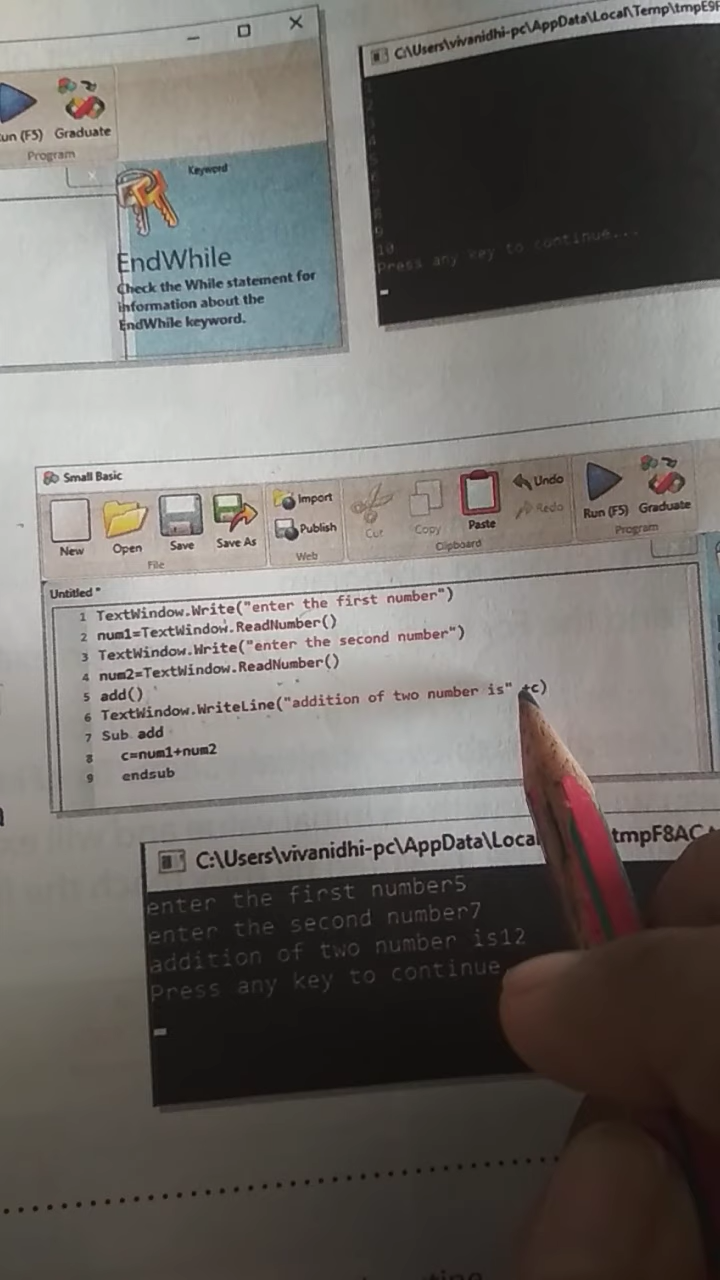 C:\Users\vivanidhi-pc\AppData\Local\Temp\tmpE9F
un (F5) Graduate
Program
Keyword
EndWhile
Check the While statement for
information about the
EndWhile keyword.
8
9
10
Press any key to continue...
Small Basic
New Open Save Save As Import Publish Cut Copy Paste Undo Redo Run (F5) Graduate
File Web Clipboard Program
Untitled *
1 TextWindow.Write("enter the first number")
2 num1=TextWindow.ReadNumber()
3 TextWindow.Write("enter the second number")
4 num2=TextWindow.ReadNumber()
5 add()
6 TextWindow.WriteLine("addition of two number is" +c)
7 Sub add
8 c=num1+num2
9 endsub
C:\Users\vivanidhi-pc\AppData\Loca tmpF8AC
enter the first number5
enter the second number7
addition of two number is12
Press any key to continue